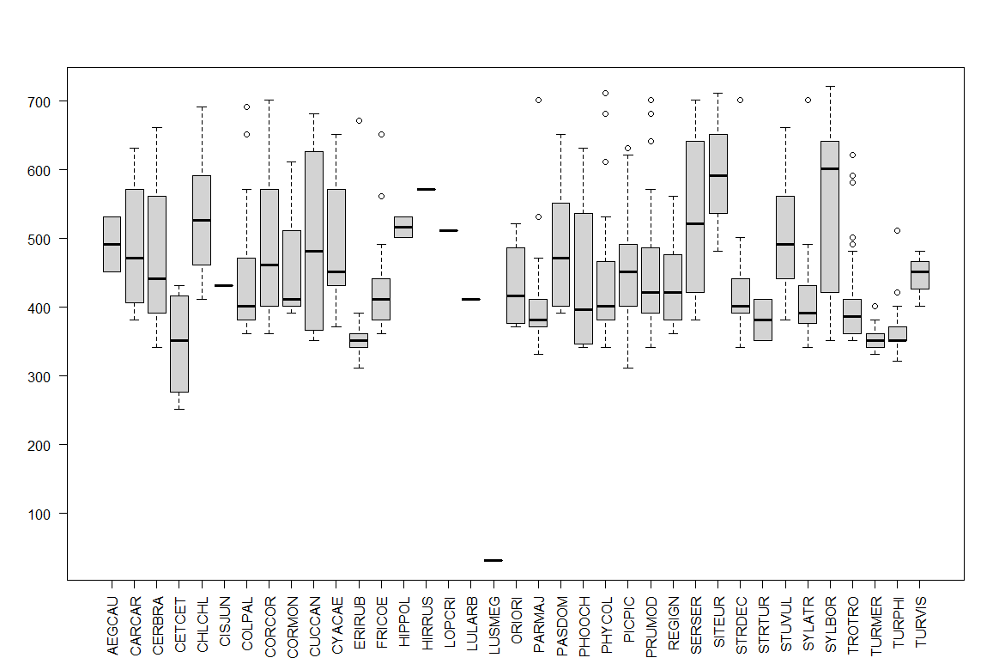 700
600
500
400
300
200
100
AEGCAU
CARCAR
CERBRA
CETCET
CHLCHL
CISJUN
COLPAL
CORCOR
CORMON
CUCCAN
CYACAE
ERIRUB
FRICOE
HIPPOL
HIRRUS
LOPCRI
LULARB
LUSMEG
ORIORI
PARMAJ
PASDOM
PHOOCH
PHYCOL
PICPIC
PRUMOD
REGIGN
SERSER
SITEUR
STRDEC
STRTUR
STUVUL
SYLATR
SYLBOR
TROTRO
TURMER
TURPHI
TURVIS